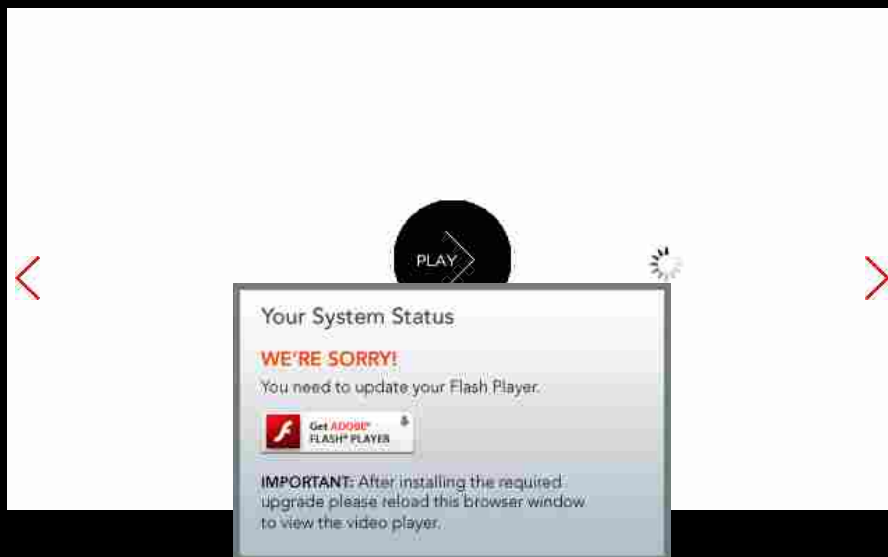 PLAY
Your System Status
WE'RE SORRY!
You need to update your Flash Player.
Get ADOBE®
FLASH® PLAYER
IMPORTANT: After installing the required
upgrade please reload this browser window
to view the video player.